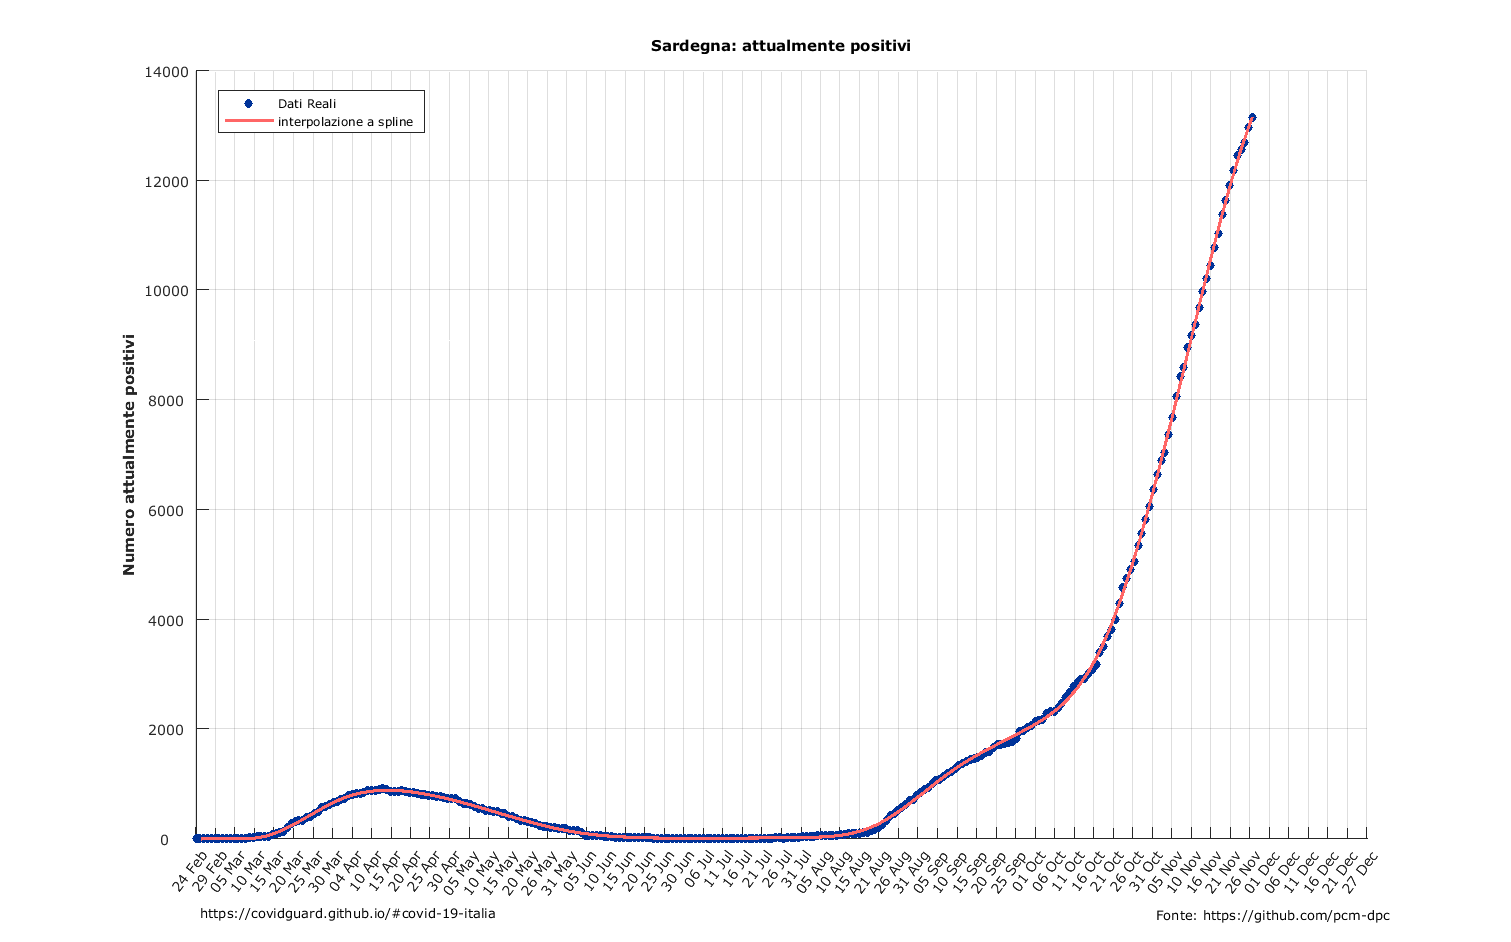 Sardegna: attualmente positivi
14000
12000
10000
8000
6000
4000
2000
0
Numero attualmente positivi
Dati Reali
interpolazione a spline
24 Feb
29 Feb
05 Mar
10 Mar
15 Mar
20 Mar
25 Mar
30 Mar
04 Apr
10 Apr
15 Apr
20 Apr
25 Apr
30 Apr
05 May
10 May
15 May
20 May
26 May
31 May
05 Jun
10 Jun
15 Jun
20 Jun
25 Jun
30 Jun
06 Jul
11 Jul
16 Jul
21 Jul
26 Jul
31 Jul
05 Aug
10 Aug
15 Aug
21 Aug
26 Aug
31 Aug
05 Sep
10 Sep
15 Sep
20 Sep
25 Sep
01 Oct
06 Oct
11 Oct
16 Oct
21 Oct
26 Oct
31 Oct
05 Nov
10 Nov
16 Nov
21 Nov
26 Nov
01 Dec
06 Dec
11 Dec
16 Dec
21 Dec
27 Dec
https://covidguard.github.io/#covid-19-italia
Fonte: https://github.com/pcm-dpc